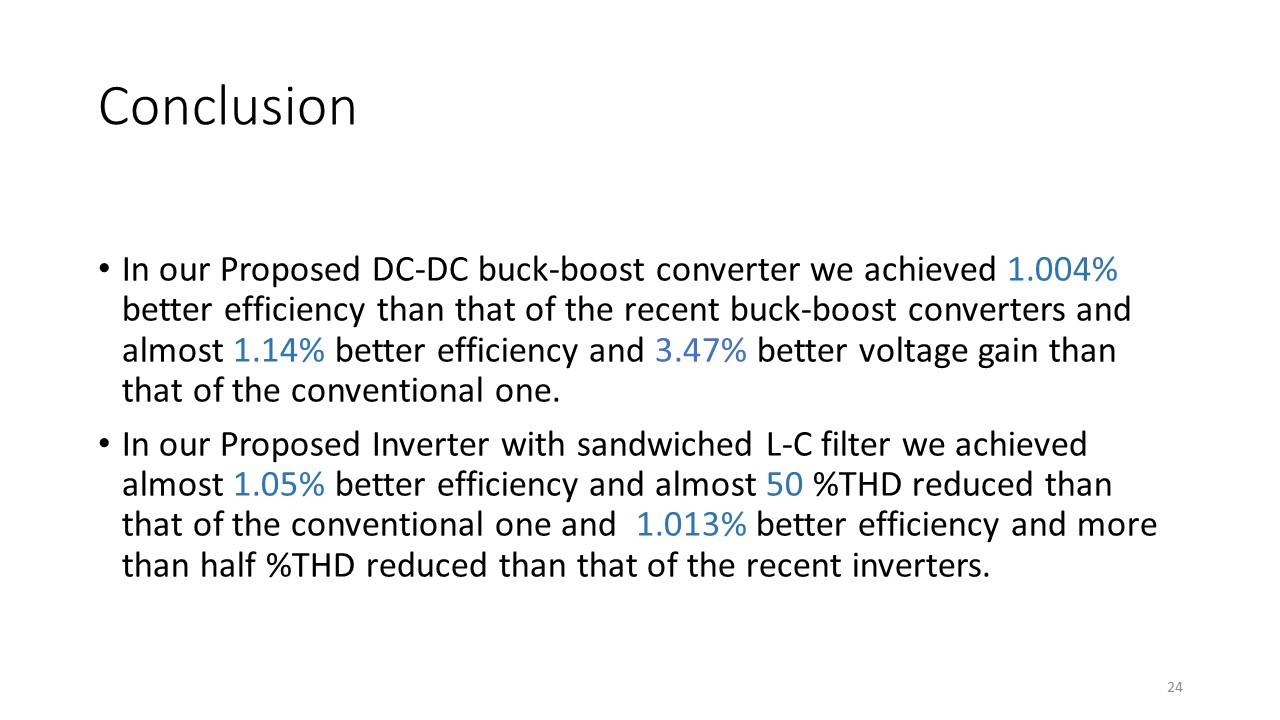 Conclusion
• In our Proposed DC-DC buck-boost converter we achieved 1.004%
better efficiency than that of the recent buck-boost converters and
almost 1.14% better efficiency and 3.47% better voltage gain than
that of the conventional one.
• In our Proposed Inverter with sandwiched L-C filter we achieved
almost 1.05% better efficiency and almost 50 %THD reduced than
that of the conventional one and  1.013% better efficiency and more
than half %THD reduced than that of the recent inverters.
24